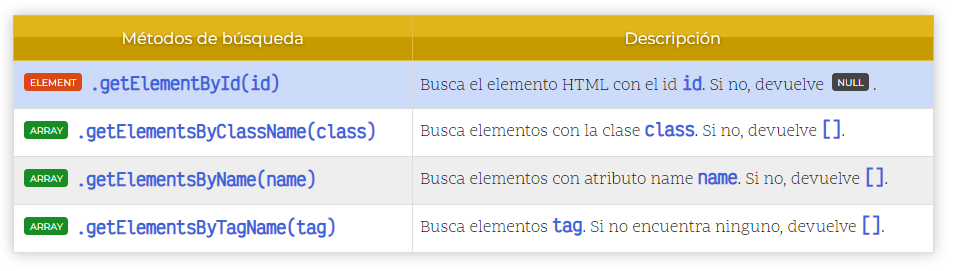 Métodos de búsqueda Descripción
ELEMENT .getElementById(id) Busca el elemento HTML con el id id. Si no, devuelve NULL .
ARRAY .getElementsByClassName(class) Busca elementos con la clase class. Si no, devuelve [].
ARRAY .getElementsByName(name) Busca elementos con atributo name name. Si no, devuelve [].
ARRAY .getElementsByTagName(tag) Busca elementos tag. Si no encuentra ninguno, devuelve [].